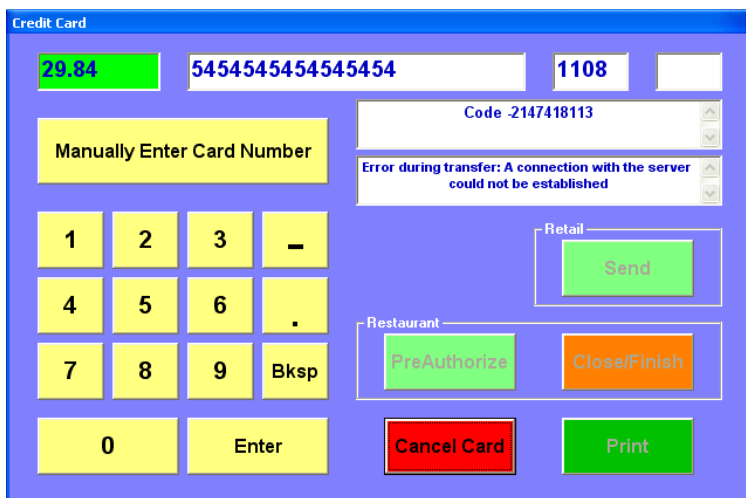 Credit Card
29.84
5454545454545454
1108
Manually Enter Card Number
Code -2147418113
Error during transfer: A connection with the server
could not be established
1
2
3
–
Retail
Send
4
5
6
.
Restaurant
PreAuthorize
Close/Finish
7
8
9
Bksp
0
Enter
Cancel Card
Print